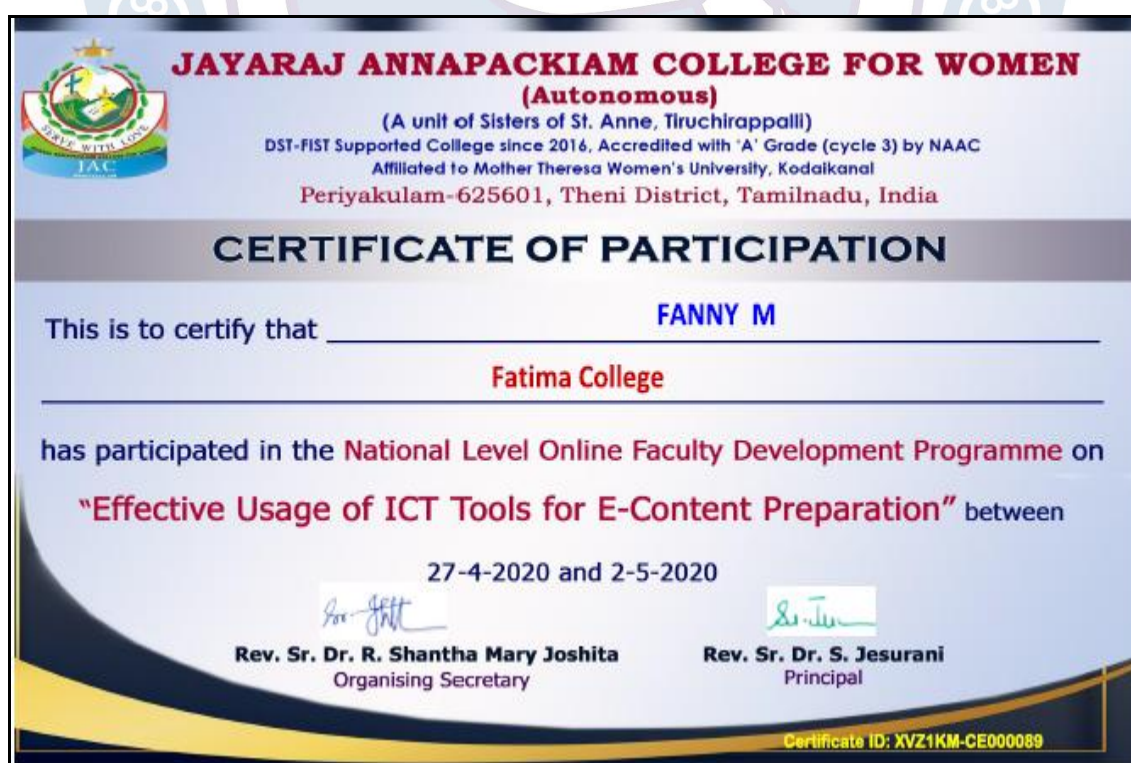 JAYARAJ ANNAPACKIAM COLLEGE FOR WOMEN
(Autonomous)
(A unit of Sisters of St. Anne, Tiruchirappalli)
DST-FIST Supported College since 2016, Accredited with 'A' Grade (cycle 3) by NAAC
Affiliated to Mother Theresa Women's University, Kodaikanal
Periyakulam-625601, Theni District, Tamilnadu, India
SERVE WITH LOVE
JAC
CERTIFICATE OF PARTICIPATION
This is to certify that FANNY M
Fatima College
has participated in the National Level Online Faculty Development Programme on
"Effective Usage of ICT Tools for E-Content Preparation" between
27-4-2020 and 2-5-2020
Rev. Sr. Dr. R. Shantha Mary Joshita Rev. Sr. Dr. S. Jesurani
Organising Secretary Principal
Certificate ID: XVZ1KM-CE000089